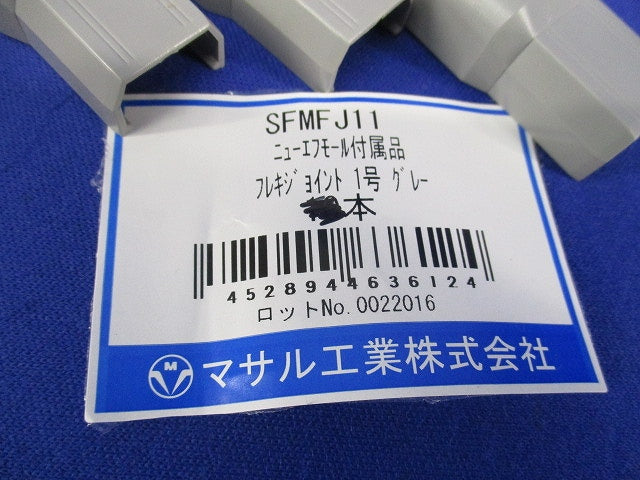 SFMFJ11
ﾆｭｰｴﾌﾓｰﾙ付属品
ﾌﾚｷｼﾞｮｲﾝﾄ 1号 ｸﾞﾚｰ
本
4528944636124
ロットNo.0022016
M マサル工業株式会社